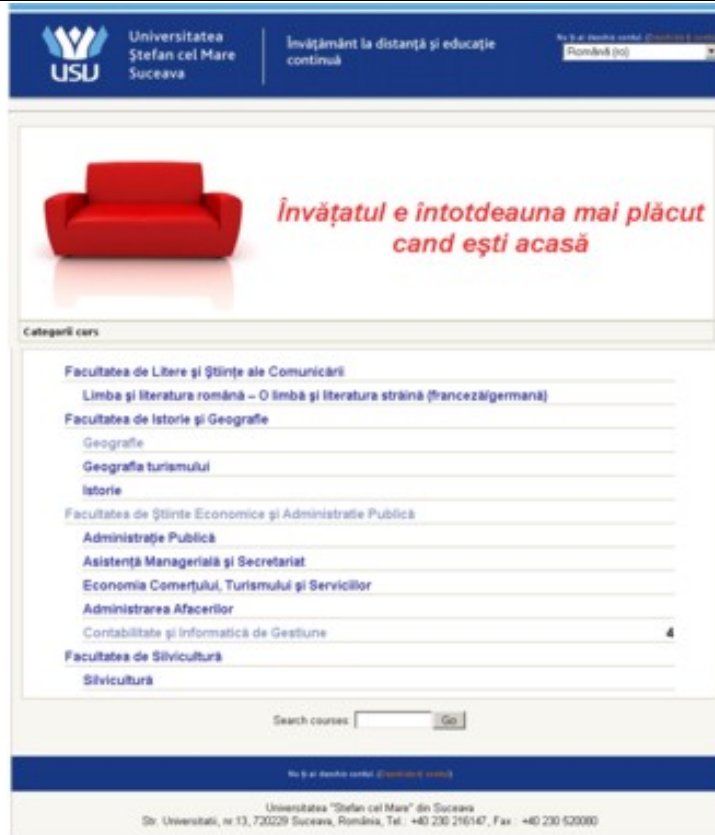 USU
Universitatea
Ştefan cel Mare
Suceava
Învăţământ la distanţă şi educaţie
continuă
Română (ro)
Învățatul e întotdeauna mai plăcut
cand ești acasă
Categorii curs
Facultatea de Litere şi Ştiinţe ale Comunicării
Limba şi literatura română – O limbă şi literatura străină (franceză/germană)
Facultatea de Istorie şi Geografie
Geografie
Geografia turismului
Istorie
Facultatea de Ştiinte Economice şi Administratie Publică
Administraţie Publică
Asistenţă Managerială şi Secretariat
Economia Comerţului, Turismului şi Serviciilor
Administrarea Afacerilor
Contabilitate şi Informatică de Gestiune 4
Facultatea de Silvicultură
Silvicultură
Search courses: Go
Universitatea "Stefan cel Mare" din Suceava
Str. Universitatii, nr.13, 720229 Suceava, România, Tel.: +40 230 216147, Fax : +40 230 520080